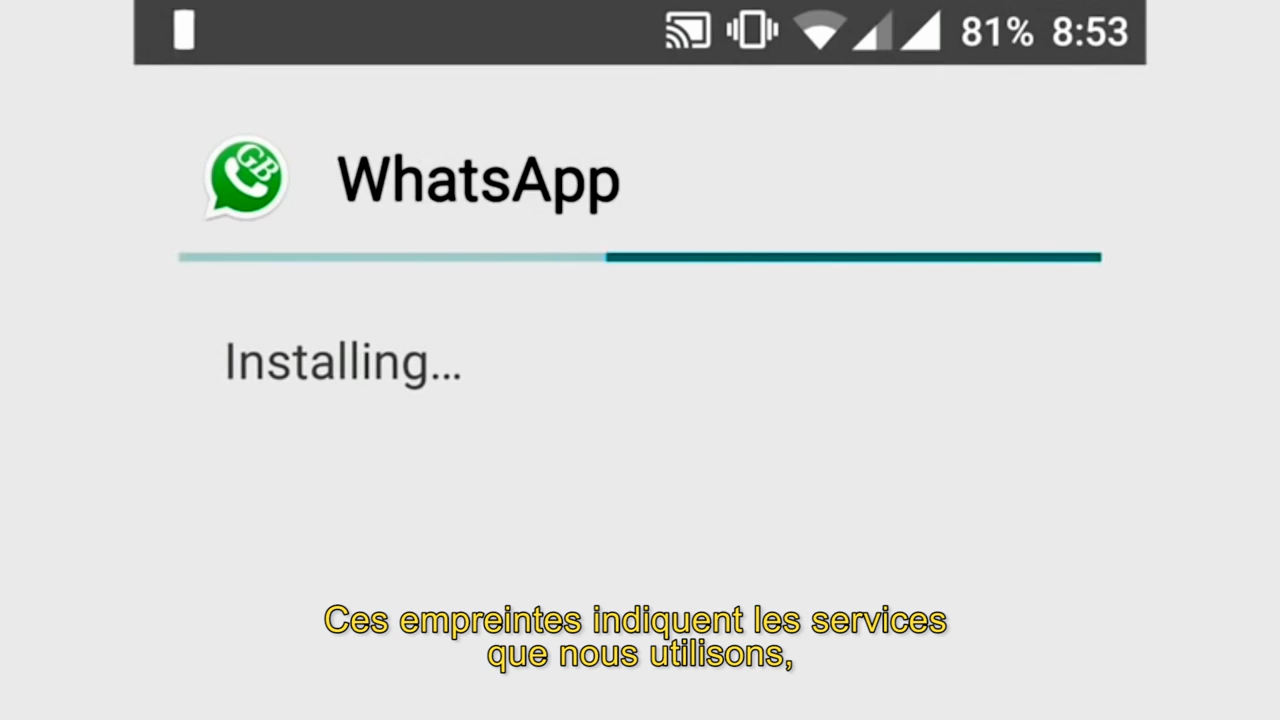 81% 8:53
GB
WhatsApp
Installing...
Ces empreintes indiquent les services
que nous utilisons,